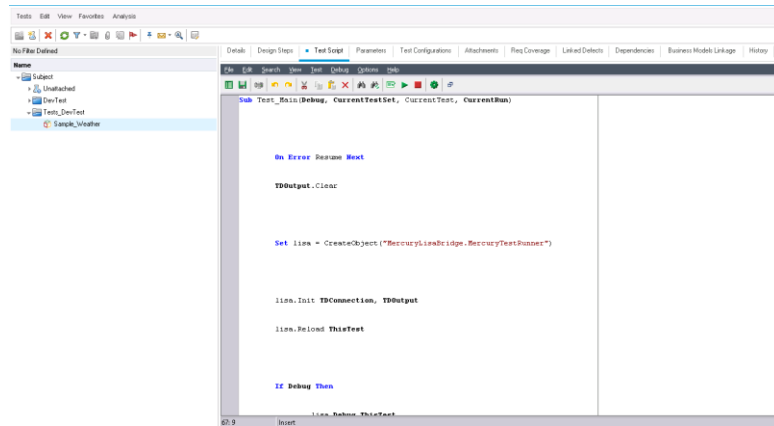 Tests Edit View Favorites Analysis
No Filter Defined
Details Design Steps Test Script Parameters Test Configurations Attachments Req Coverage Linked Defects Dependencies Business Models Linkage History
Name
File Edit Search View Test Debug Options Help
Subject
Unattached
DevTest
Tests_DevTest
Sample_Weather
Sub Test_Main(Debug, CurrentTestSet, CurrentTest, CurrentRun)
On Error Resume Next
TDOutput.Clear
Set lisa = CreateObject("MercuryLisaBridge.MercuryTestRunner")
lisa.Init TDConnection, TDOutput
lisa.Reload ThisTest
If Debug Then
lisa.Debug ThisTest
67: 9 Insert